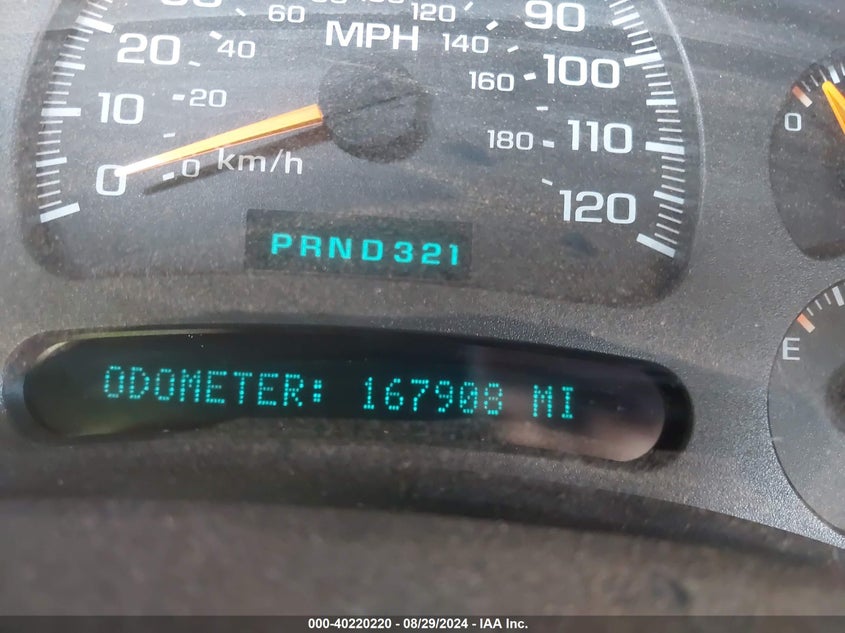 60 120 90
20 40 MPH 140 100
10 20 160
0 0 km/h 180 110
120
0
PRND321
E
ODOMETER: 167908 MI
000-40220220 - 08/29/2024 - IAA Inc.